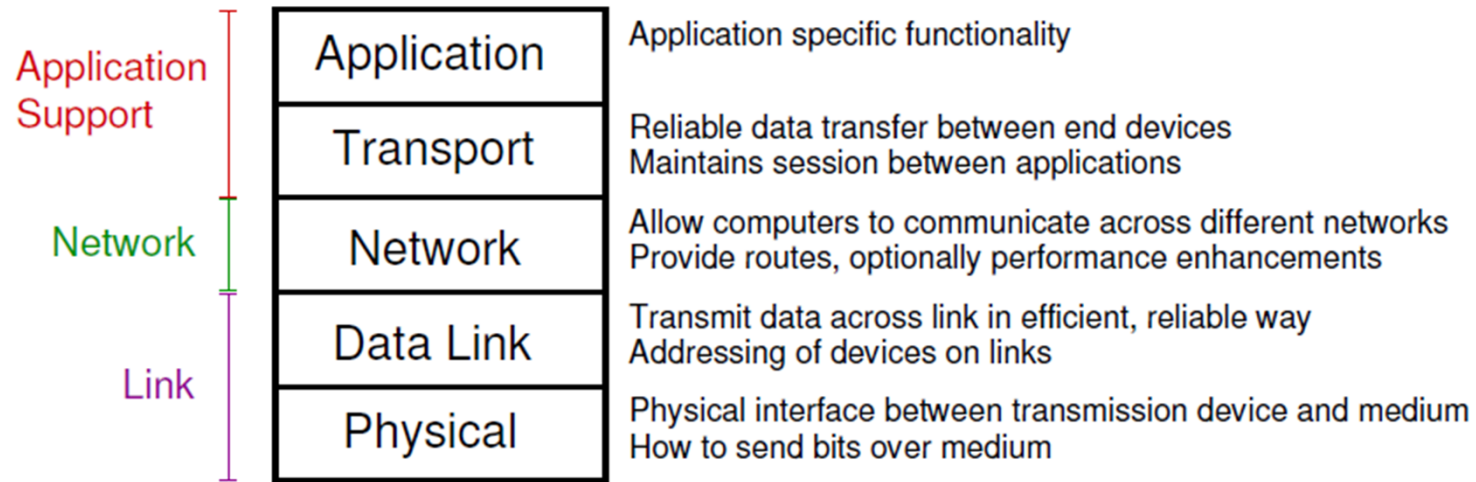 Application
Support
Application
Application specific functionality
Transport
Reliable data transfer between end devices
Maintains session between applications
Network
Network
Allow computers to communicate across different networks
Provide routes, optionally performance enhancements
Link
Data Link
Transmit data across link in efficient, reliable way
Addressing of devices on links
Physical
Physical interface between transmission device and medium
How to send bits over medium